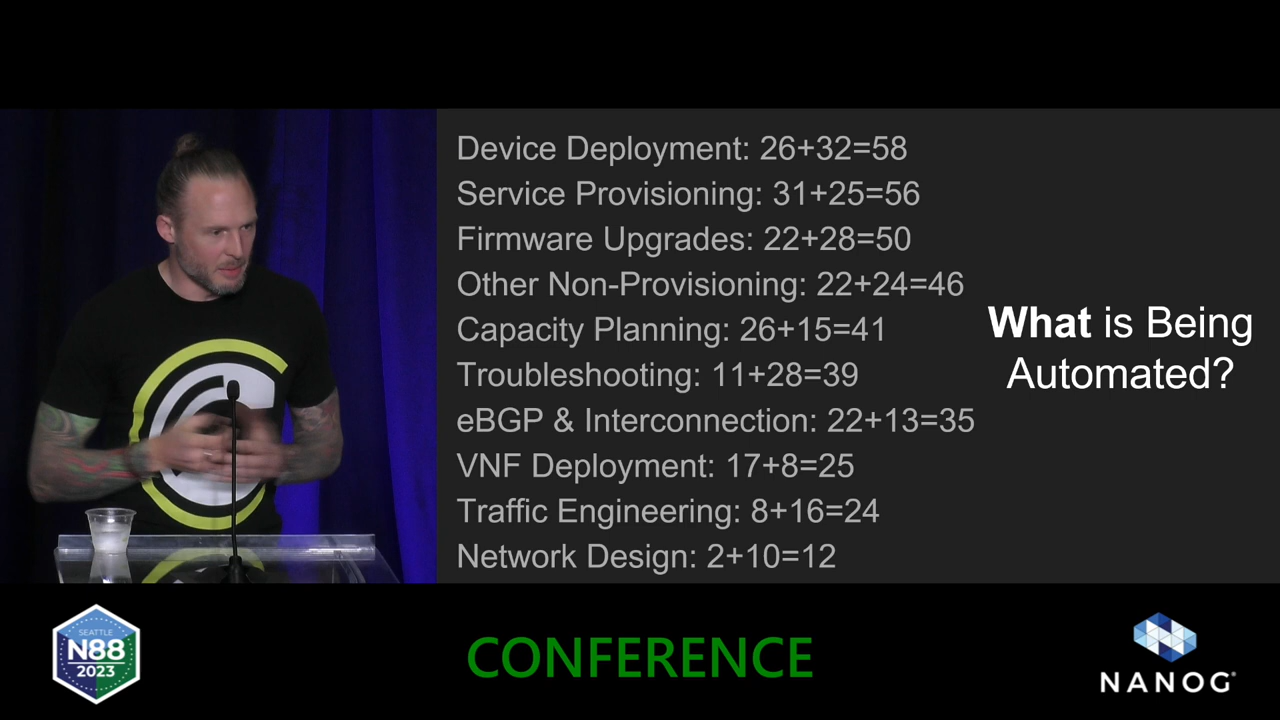 Device Deployment: 26+32=58
Service Provisioning: 31+25=56
Firmware Upgrades: 22+28=50
Other Non-Provisioning: 22+24=46
Capacity Planning: 26+15=41
Troubleshooting: 11+28=39
eBGP & Interconnection: 22+13=35
VNF Deployment: 17+8=25
Traffic Engineering: 8+16=24
Network Design: 2+10=12
What is Being
Automated?
SEATTLE
N88
2023
CONFERENCE
NANOG®